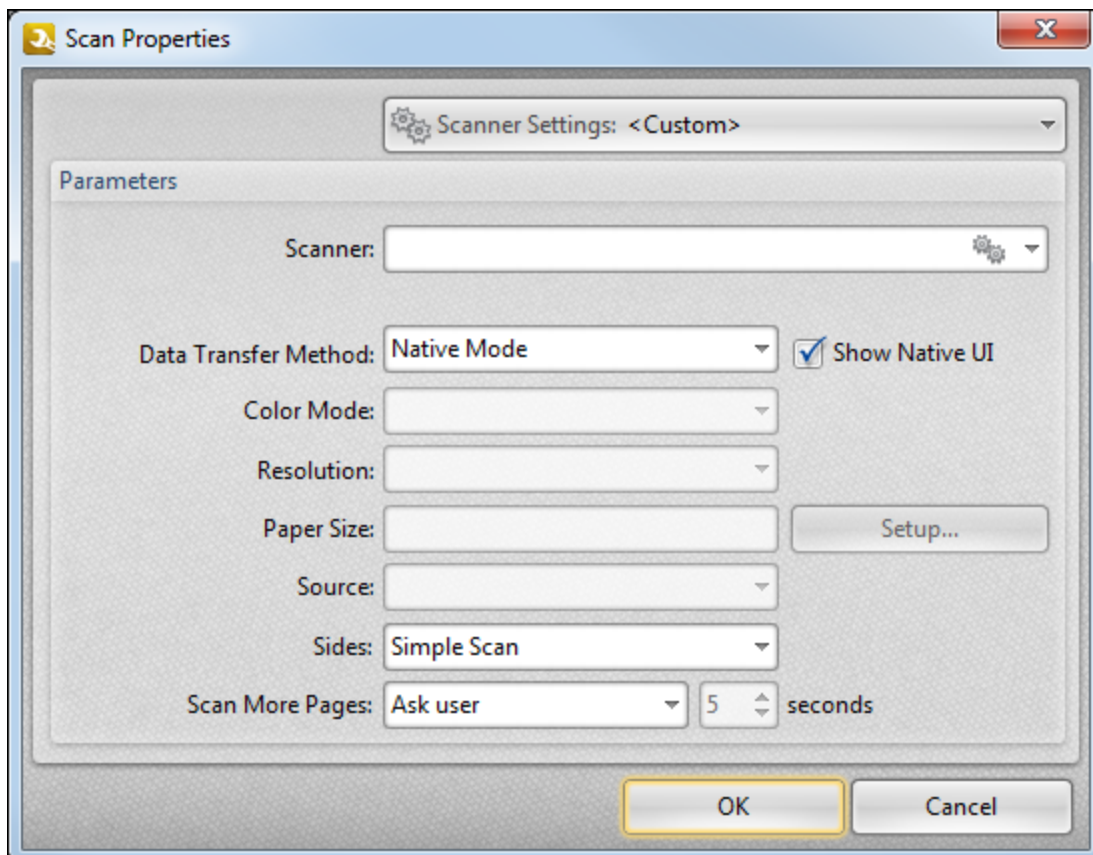 Scan Properties
Scanner Settings: <Custom>
Parameters
Scanner:
Data Transfer Method: Native Mode Show Native UI
Color Mode:
Resolution:
Paper Size: Setup...
Source:
Sides: Simple Scan
Scan More Pages: Ask user 5 seconds
OK Cancel